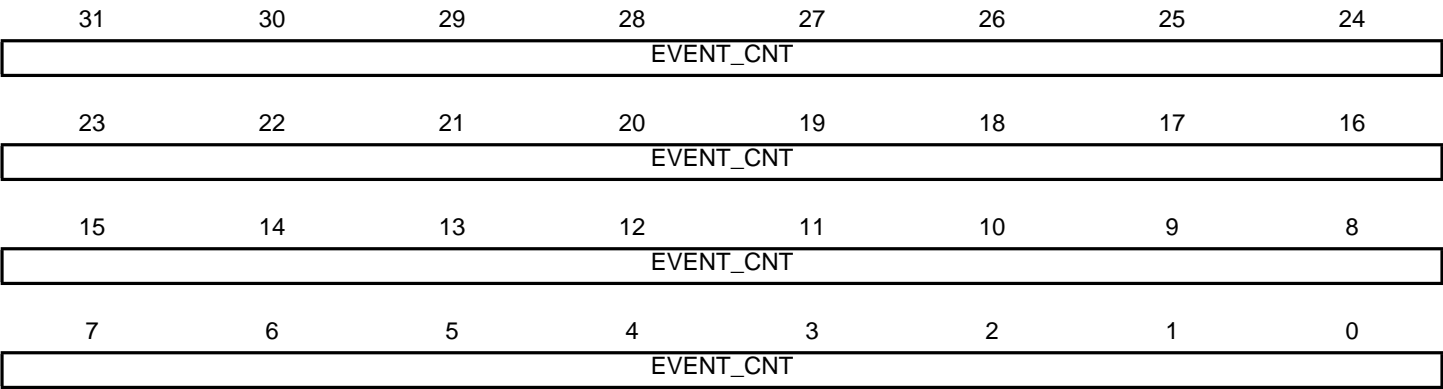 31 30 29 28 27 26 25 24
EVENT_CNT
23 22 21 20 19 18 17 16
EVENT_CNT
15 14 13 12 11 10 9 8
EVENT_CNT
7 6 5 4 3 2 1 0
EVENT_CNT